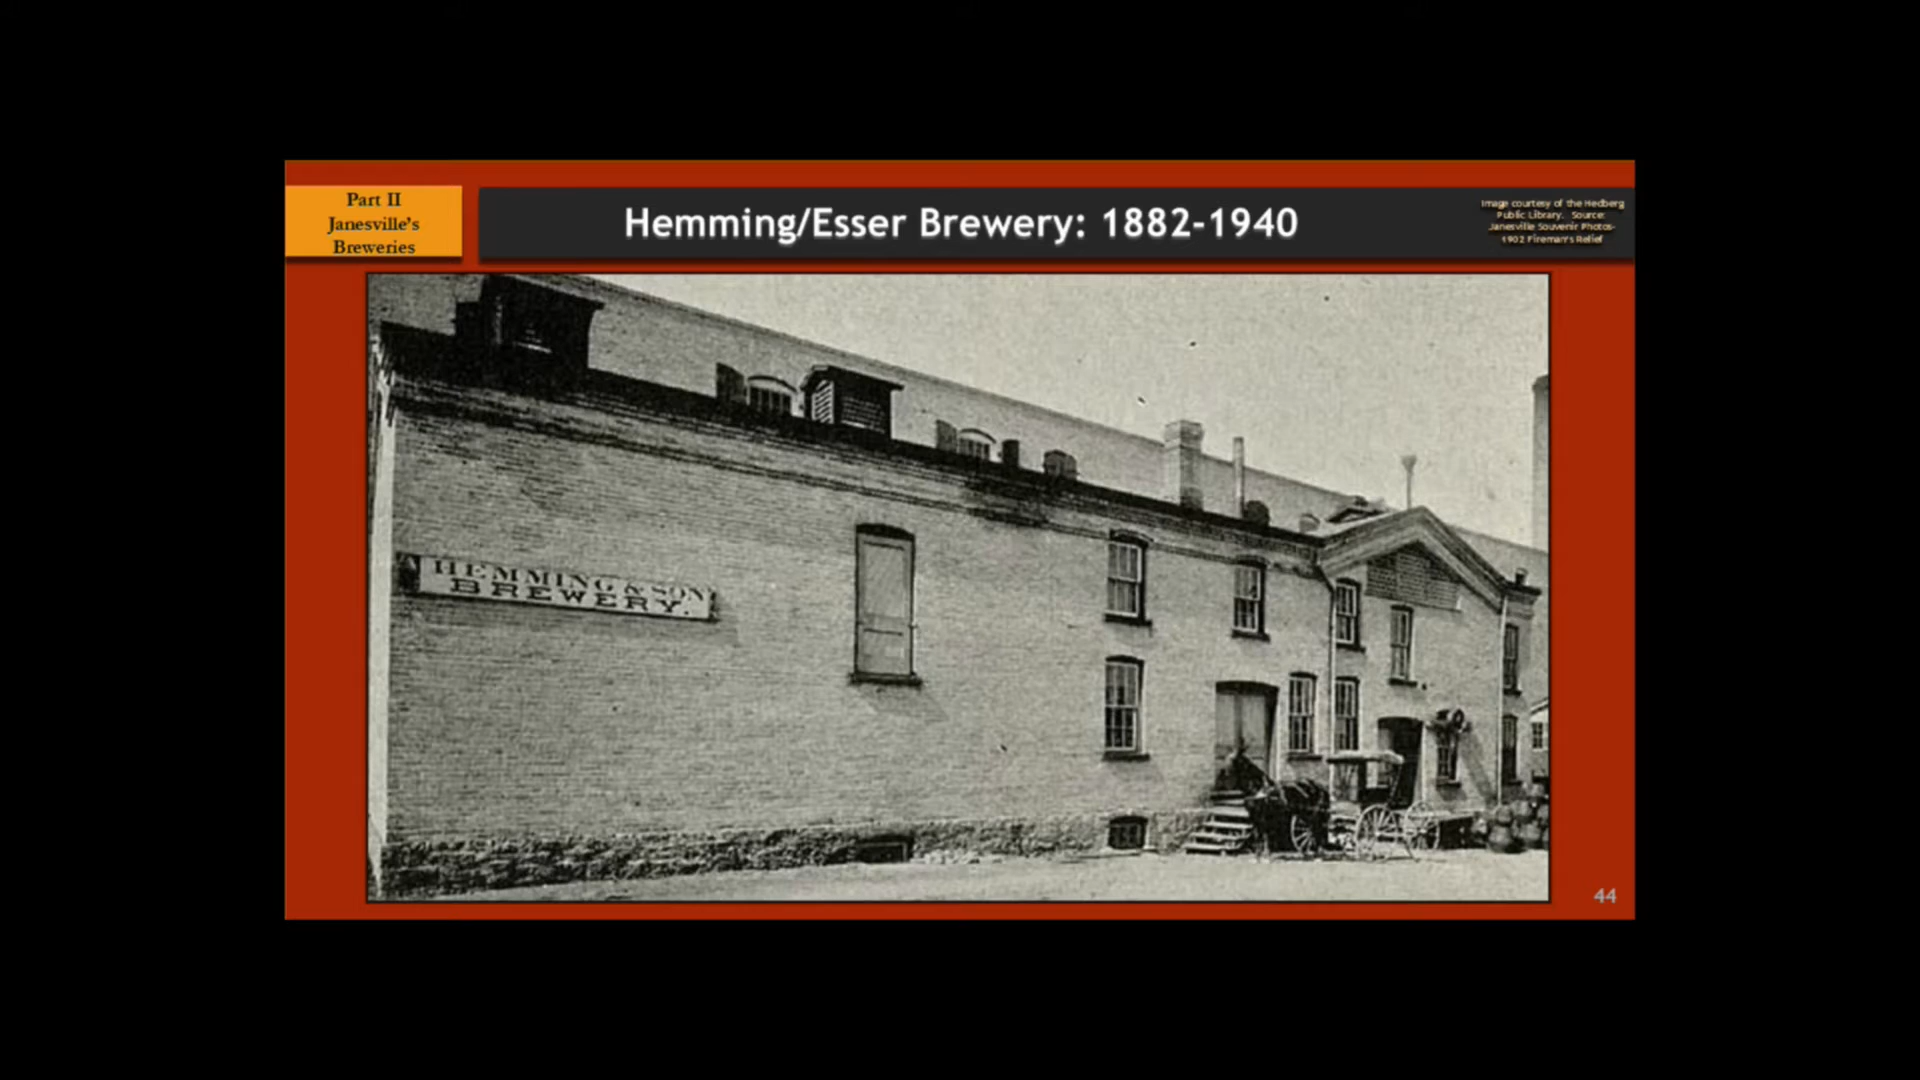 Part II
Janesville's
Breweries
Hemming/Esser Brewery: 1882-1940
Image courtesy of the Hedberg
Public Library. Source:
Janesville Souvenir Photos-
1902 Fireman's Relief
HEMMING & SON
BREWERY.
44